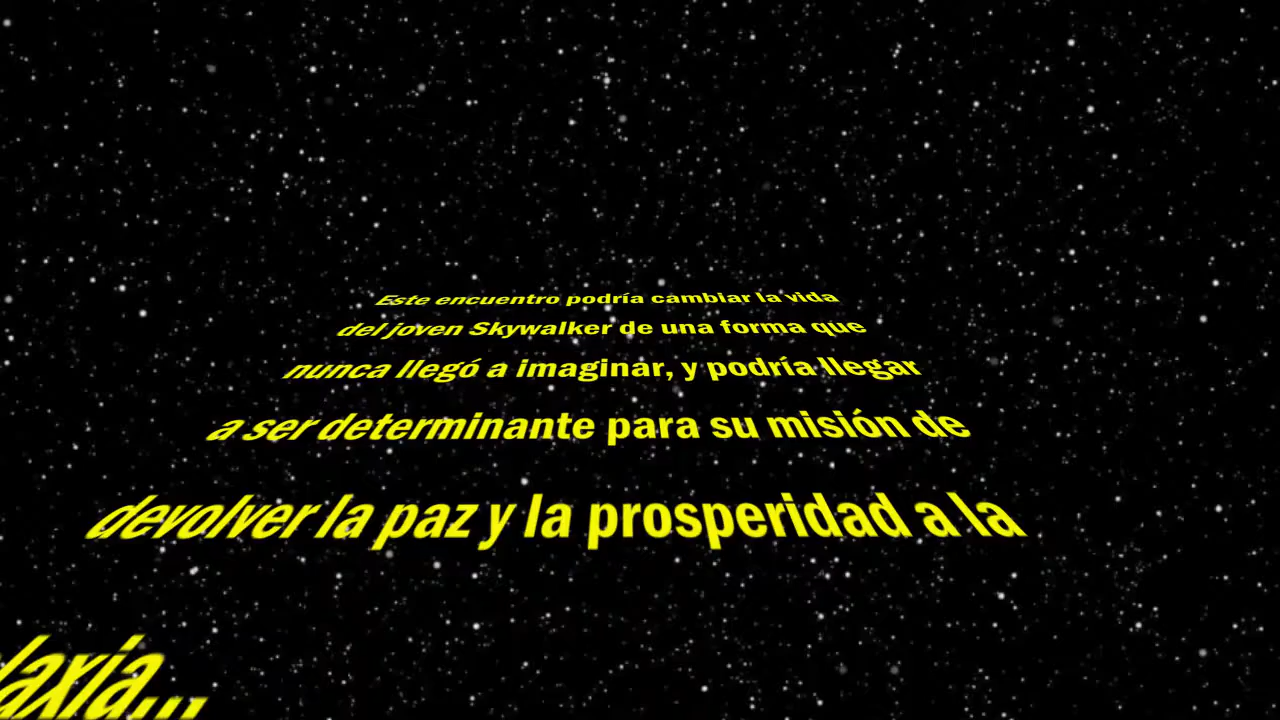 Este encuentro podría cambiar la vida
del joven Skywalker de una forma que
nunca llegó a imaginar, y podría llegar
a ser determinante para su misión de
devolver la paz y la prosperidad a la
laxia...